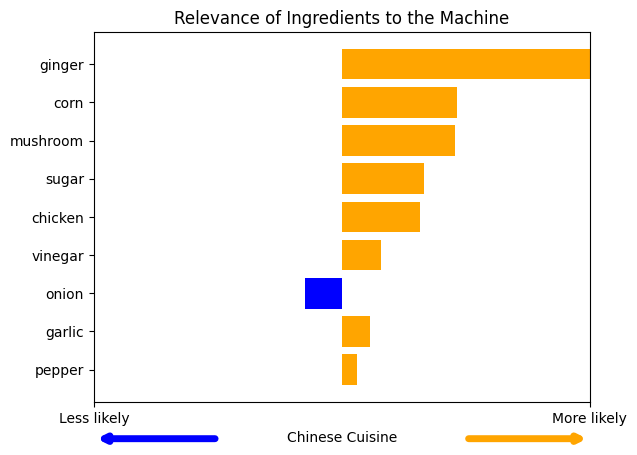 Relevance of Ingredients to the Machine
ginger
corn
mushroom
sugar
chicken
vinegar
onion
garlic
pepper
Less likely
More likely
Chinese Cuisine